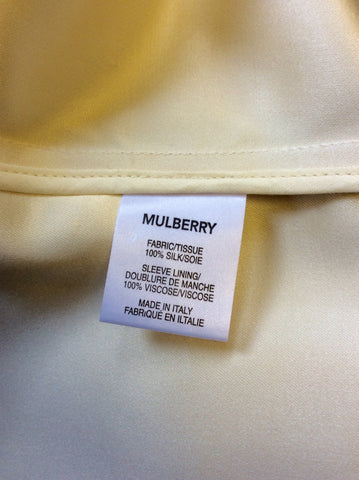 MULBERRY
FABRIC/TISSUE
100% SILK/SOIE
SLEEVE LINING/
DOUBLURE DE MANCHE
100% VISCOSE/VISCOSE
MADE IN ITALY
FABRiQUE EN ILTALIE